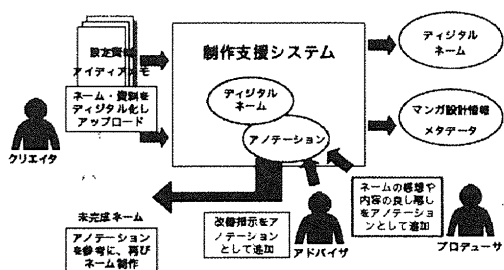 設定資料
アイディアメモ
ネーム・資料を
ディジタル化し
アップロード
クリエイタ
制作支援システム
ディジタル
ネーム
アノテーション
ディジタル
ネーム
マンガ設計情報
メタデータ
未完成ネーム
アノテーション
を参考に、再び
ネーム制作
改善指示をア
ノテーション
として追加
アドバイザ
ネームの感想や
内容の良し悪し
をアノテーショ
ンとして追加
プロデューサ